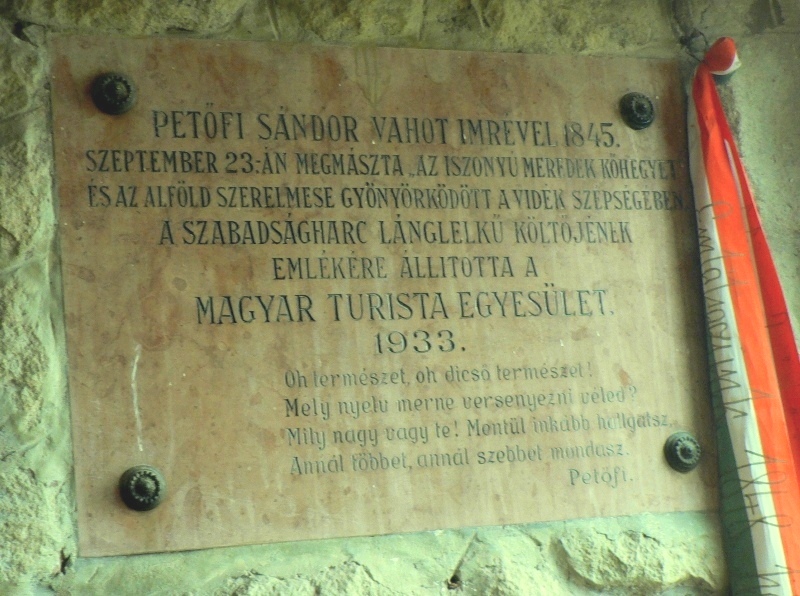 PETŐFI SÁNDOR VAHOT IMRÉVEL 1845.
SZEPTEMBER 23-ÁN MEGMÁSZTA „AZ ISZONYÚ MEREDEK KŐHEGYET"
ÉS AZ ALFÖLD SZERELMESE GYÖNYÖRKÖDÖTT A VIDÉK SZÉPSÉGÉBEN.
A SZABADSÁGHARC LÁNGLELKŰ KÖLTŐJÉNEK
EMLÉKÉRE ÁLLITOTTA A
MAGYAR TURISTA EGYESÜLET.
1933.
Oh természet, oh dicső természet!
Mely nyelv merne versenyezni véled?
Mily nagy vagy te! Mentül inkább hallgatsz,
Annál többet, annál szebbet mondasz.
Petőfi.